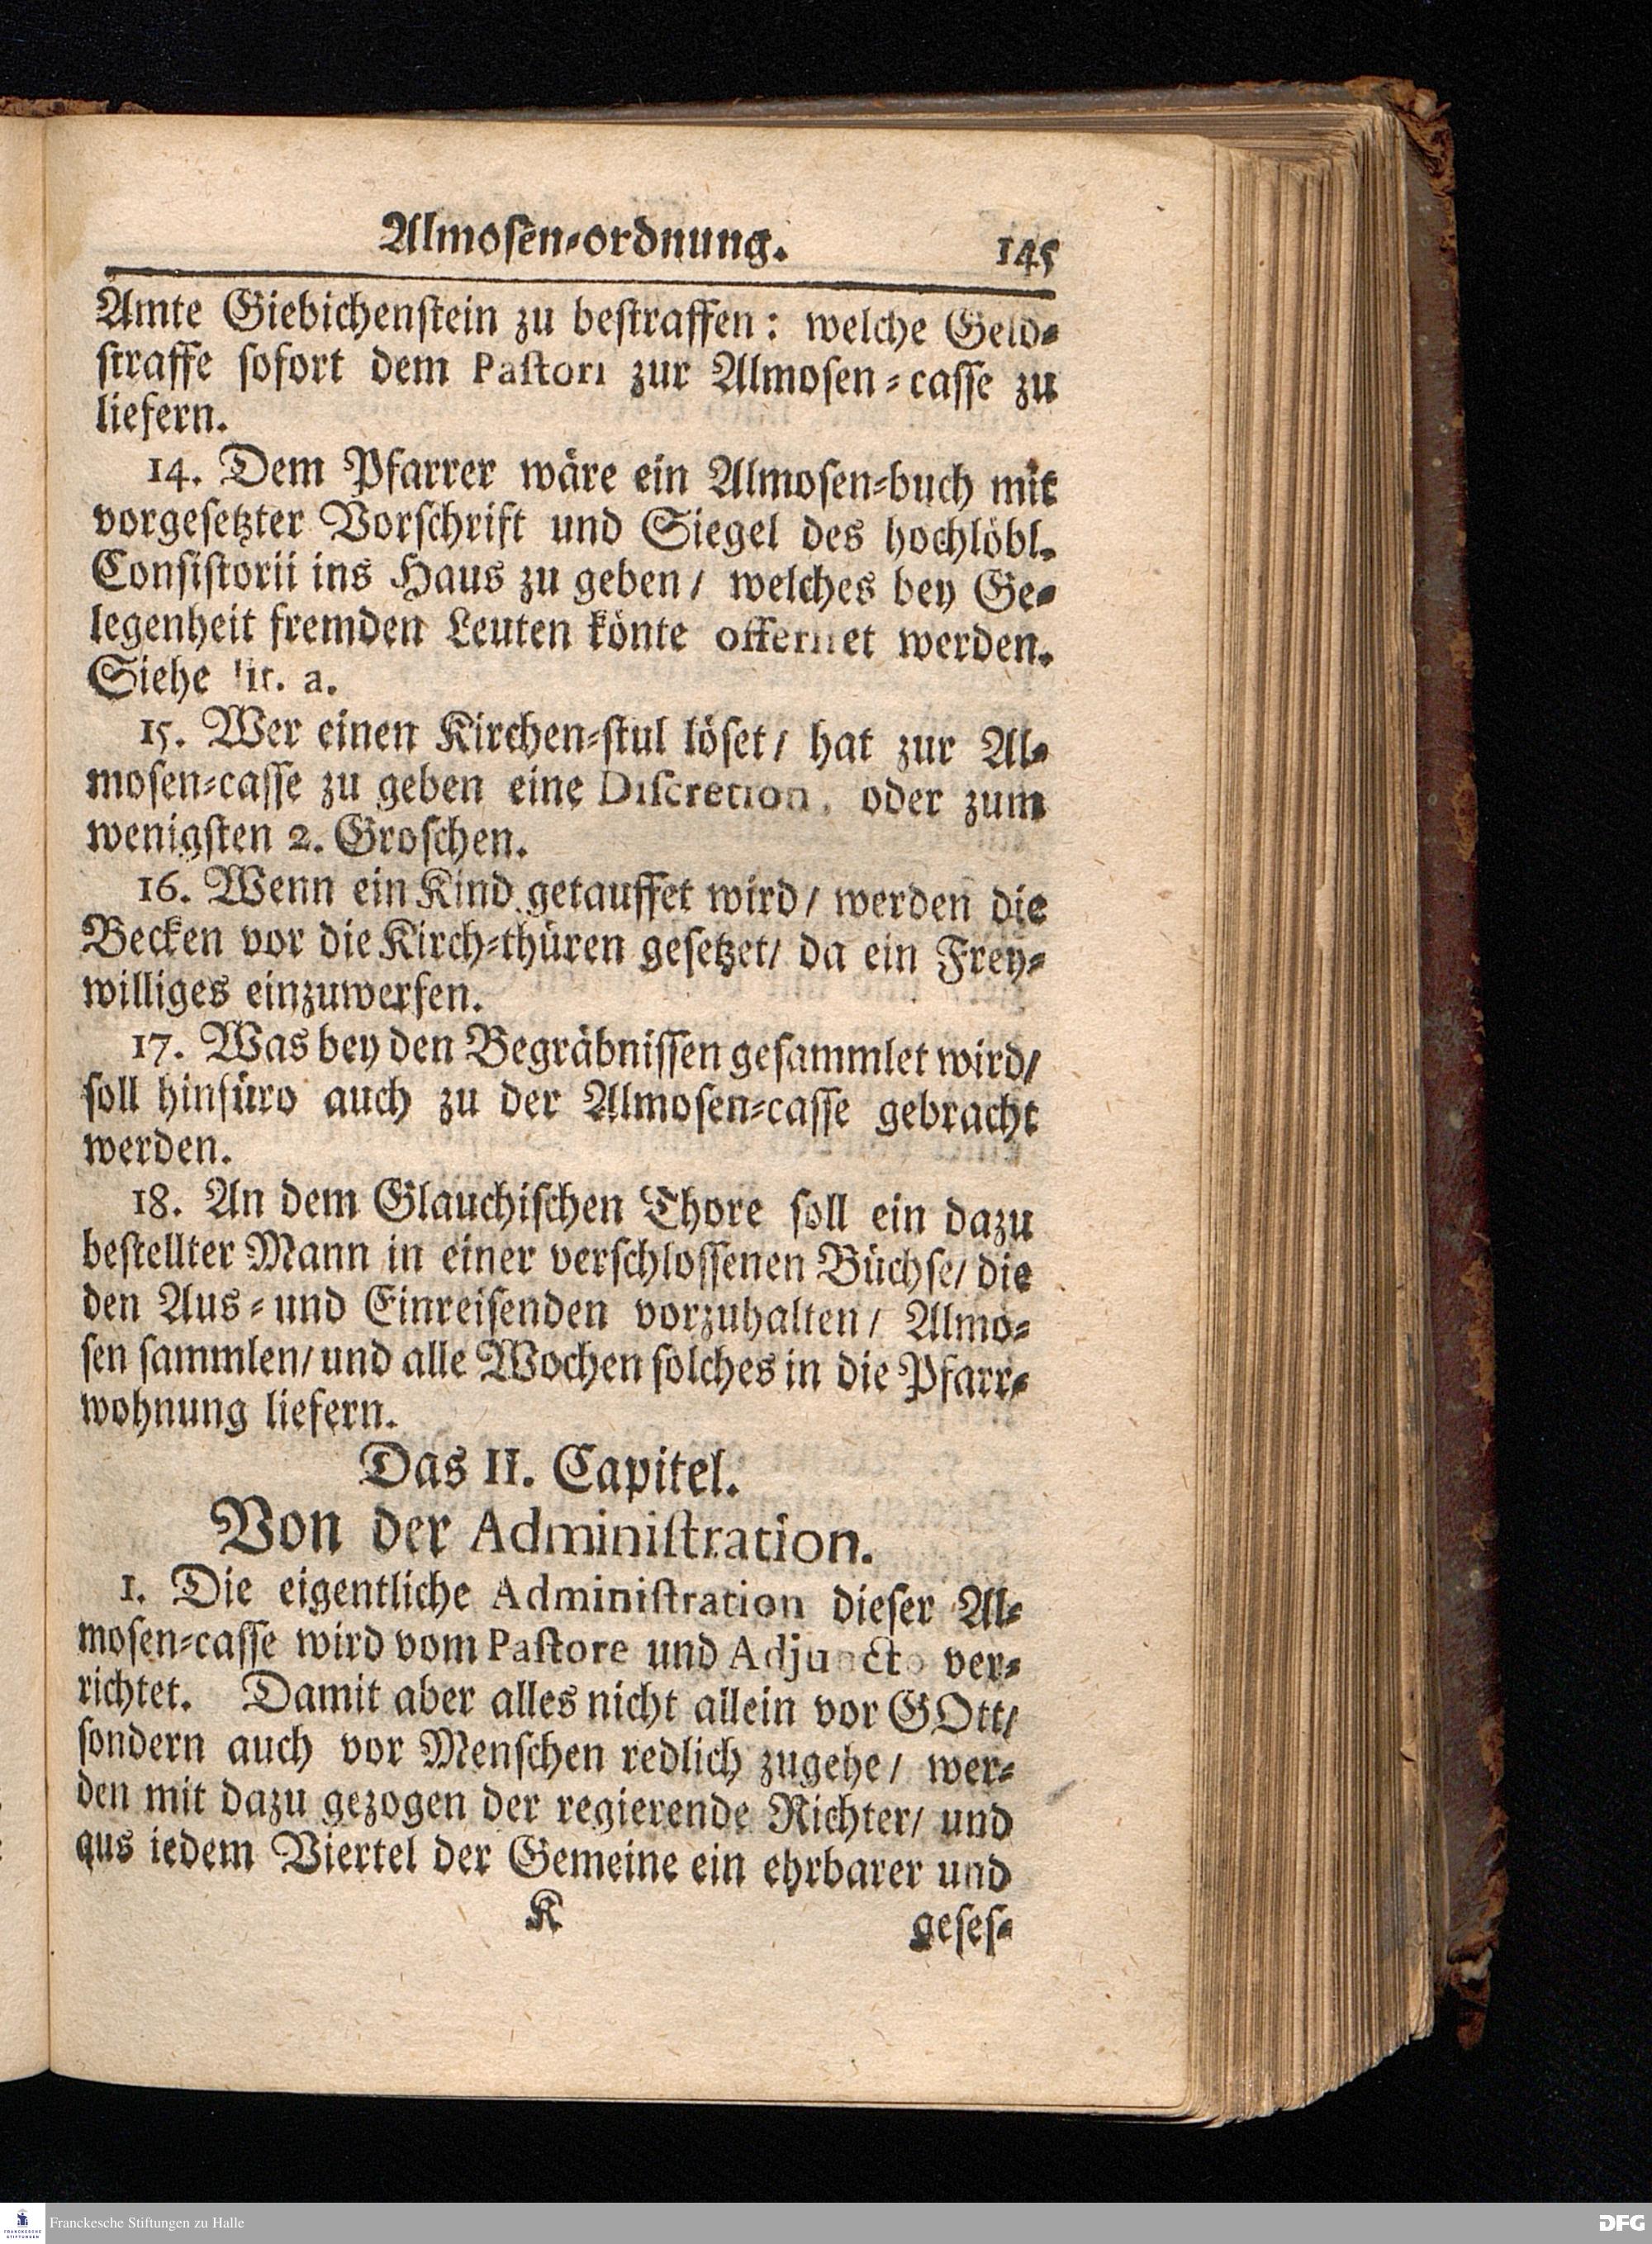 Almosen-ordnung. 145
Amte Giebichenstein zu bestraffen: welche Geld-
straffe sofort dem Pastori zur Almosen-casse zu
liefern.
14. Dem Pfarrer wäre ein Almosen-buch mit
vorgesetzter Vorschrift und Siegel des hochlöbl.
Consistorii ins Haus zu geben/ welches bey Ge-
legenheit fremden Leuten könte offeriret werden.
Siehe lit. a.
15. Wer einen Kirchen-stul löset/ hat zur Al-
mosen-casse zu geben eine Discretion, oder zum
wenigsten 2. Groschen.
16. Wenn ein Kind getauffet wird/ werden die
Becken vor die Kirch-thüren gesetzet/ da ein Frey-
williges einzuwerfen.
17. Was bey den Begräbnissen gesammlet wird/
soll hinfüro auch zu der Almosen-casse gebracht
werden.
18. An dem Glauchischen Thore soll ein dazu
bestellter Mann in einer verschlossenen Büchse/ die
den Aus- und Einreisenden vorzuhalten/ Almo-
sen sammlen/ und alle Wochen solches in die Pfarr-
wohnung liefern.
Das II. Capitel.
Von der Administration.
1. Die eigentliche Administration dieser Al-
mosen-casse wird vom Pastore und Adjuncto ver-
richtet. Damit aber alles nicht allein vor GOtt/
sondern auch vor Menschen redlich zugehe/ wer-
den mit dazu gezogen der regierende Richter/ und
aus iedem Viertel der Gemeine ein ehrbarer und
K geses-
FRANCKESCHE STIFTUNGEN
Franckesche Stiftungen zu Halle
DFG